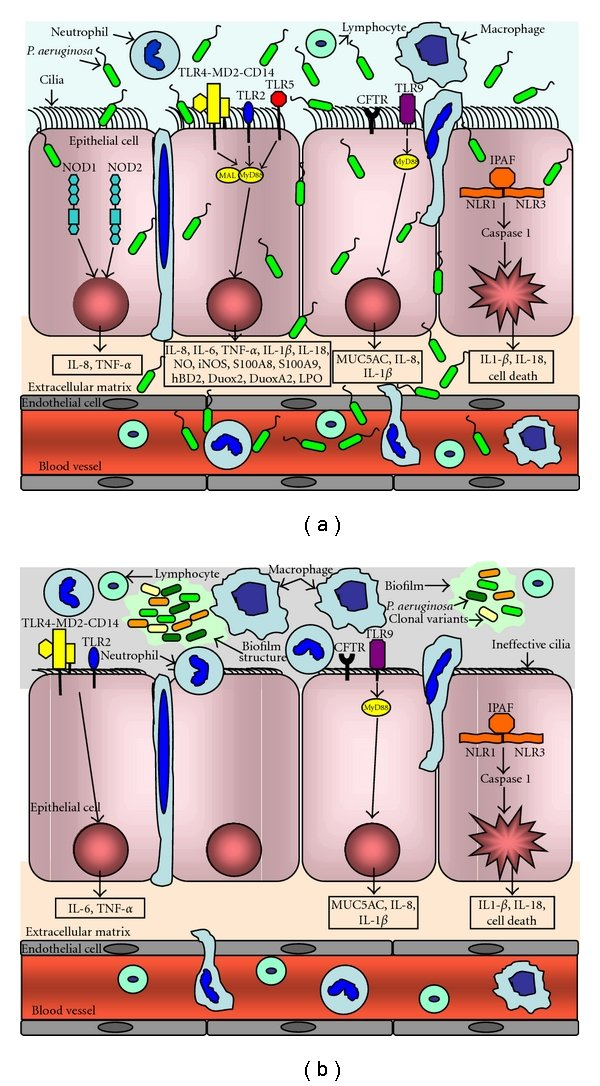 Neutrophil
Lymphocyte
Macrophage
P. aeruginosa
TLR4-MD2-CD14
Cilia
TLR2
TLR5
CFTR
TLR9
Epithelial cell
NOD1
NOD2
MAL
MyD88
MyD88
IPAF
NLR1
NLR3
Caspase 1
IL-8, TNF-α
IL-8, IL-6, TNF-α, IL-1β, IL-18,
NO, iNOS, S100A8, S100A9,
hBD2, Duox2, DuoxA2, LPO
MUC5AC, IL-8,
IL-1β
IL1-β, IL-18,
cell death
Extracellular matrix
Endothelial cell
Blood vessel
(a)
Lymphocyte
Macrophage
Biofilm
P. aeruginosa
Clonal variants
TLR4-MD2-CD14
TLR2
Neutrophil
Biofilm
structure
CFTR
TLR9
Ineffective cilia
MyD88
IPAF
NLR1
NLR3
Caspase 1
Epithelial cell
IL-6, TNF-α
MUC5AC, IL-8,
IL-1β
IL1-β, IL-18,
cell death
Extracellular matrix
Endothelial cell
Blood vessel
(b)